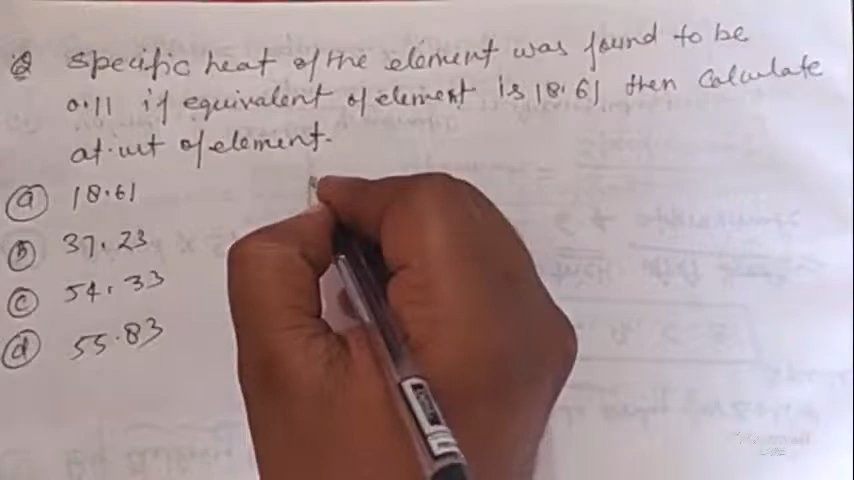 Q specific heat of the element was found to be
0.11 if equivalent of element is 18.61 then calculate
at.wt of element.
(a) 18.61
(b) 37.23
(c) 54.33
(d) 55.83